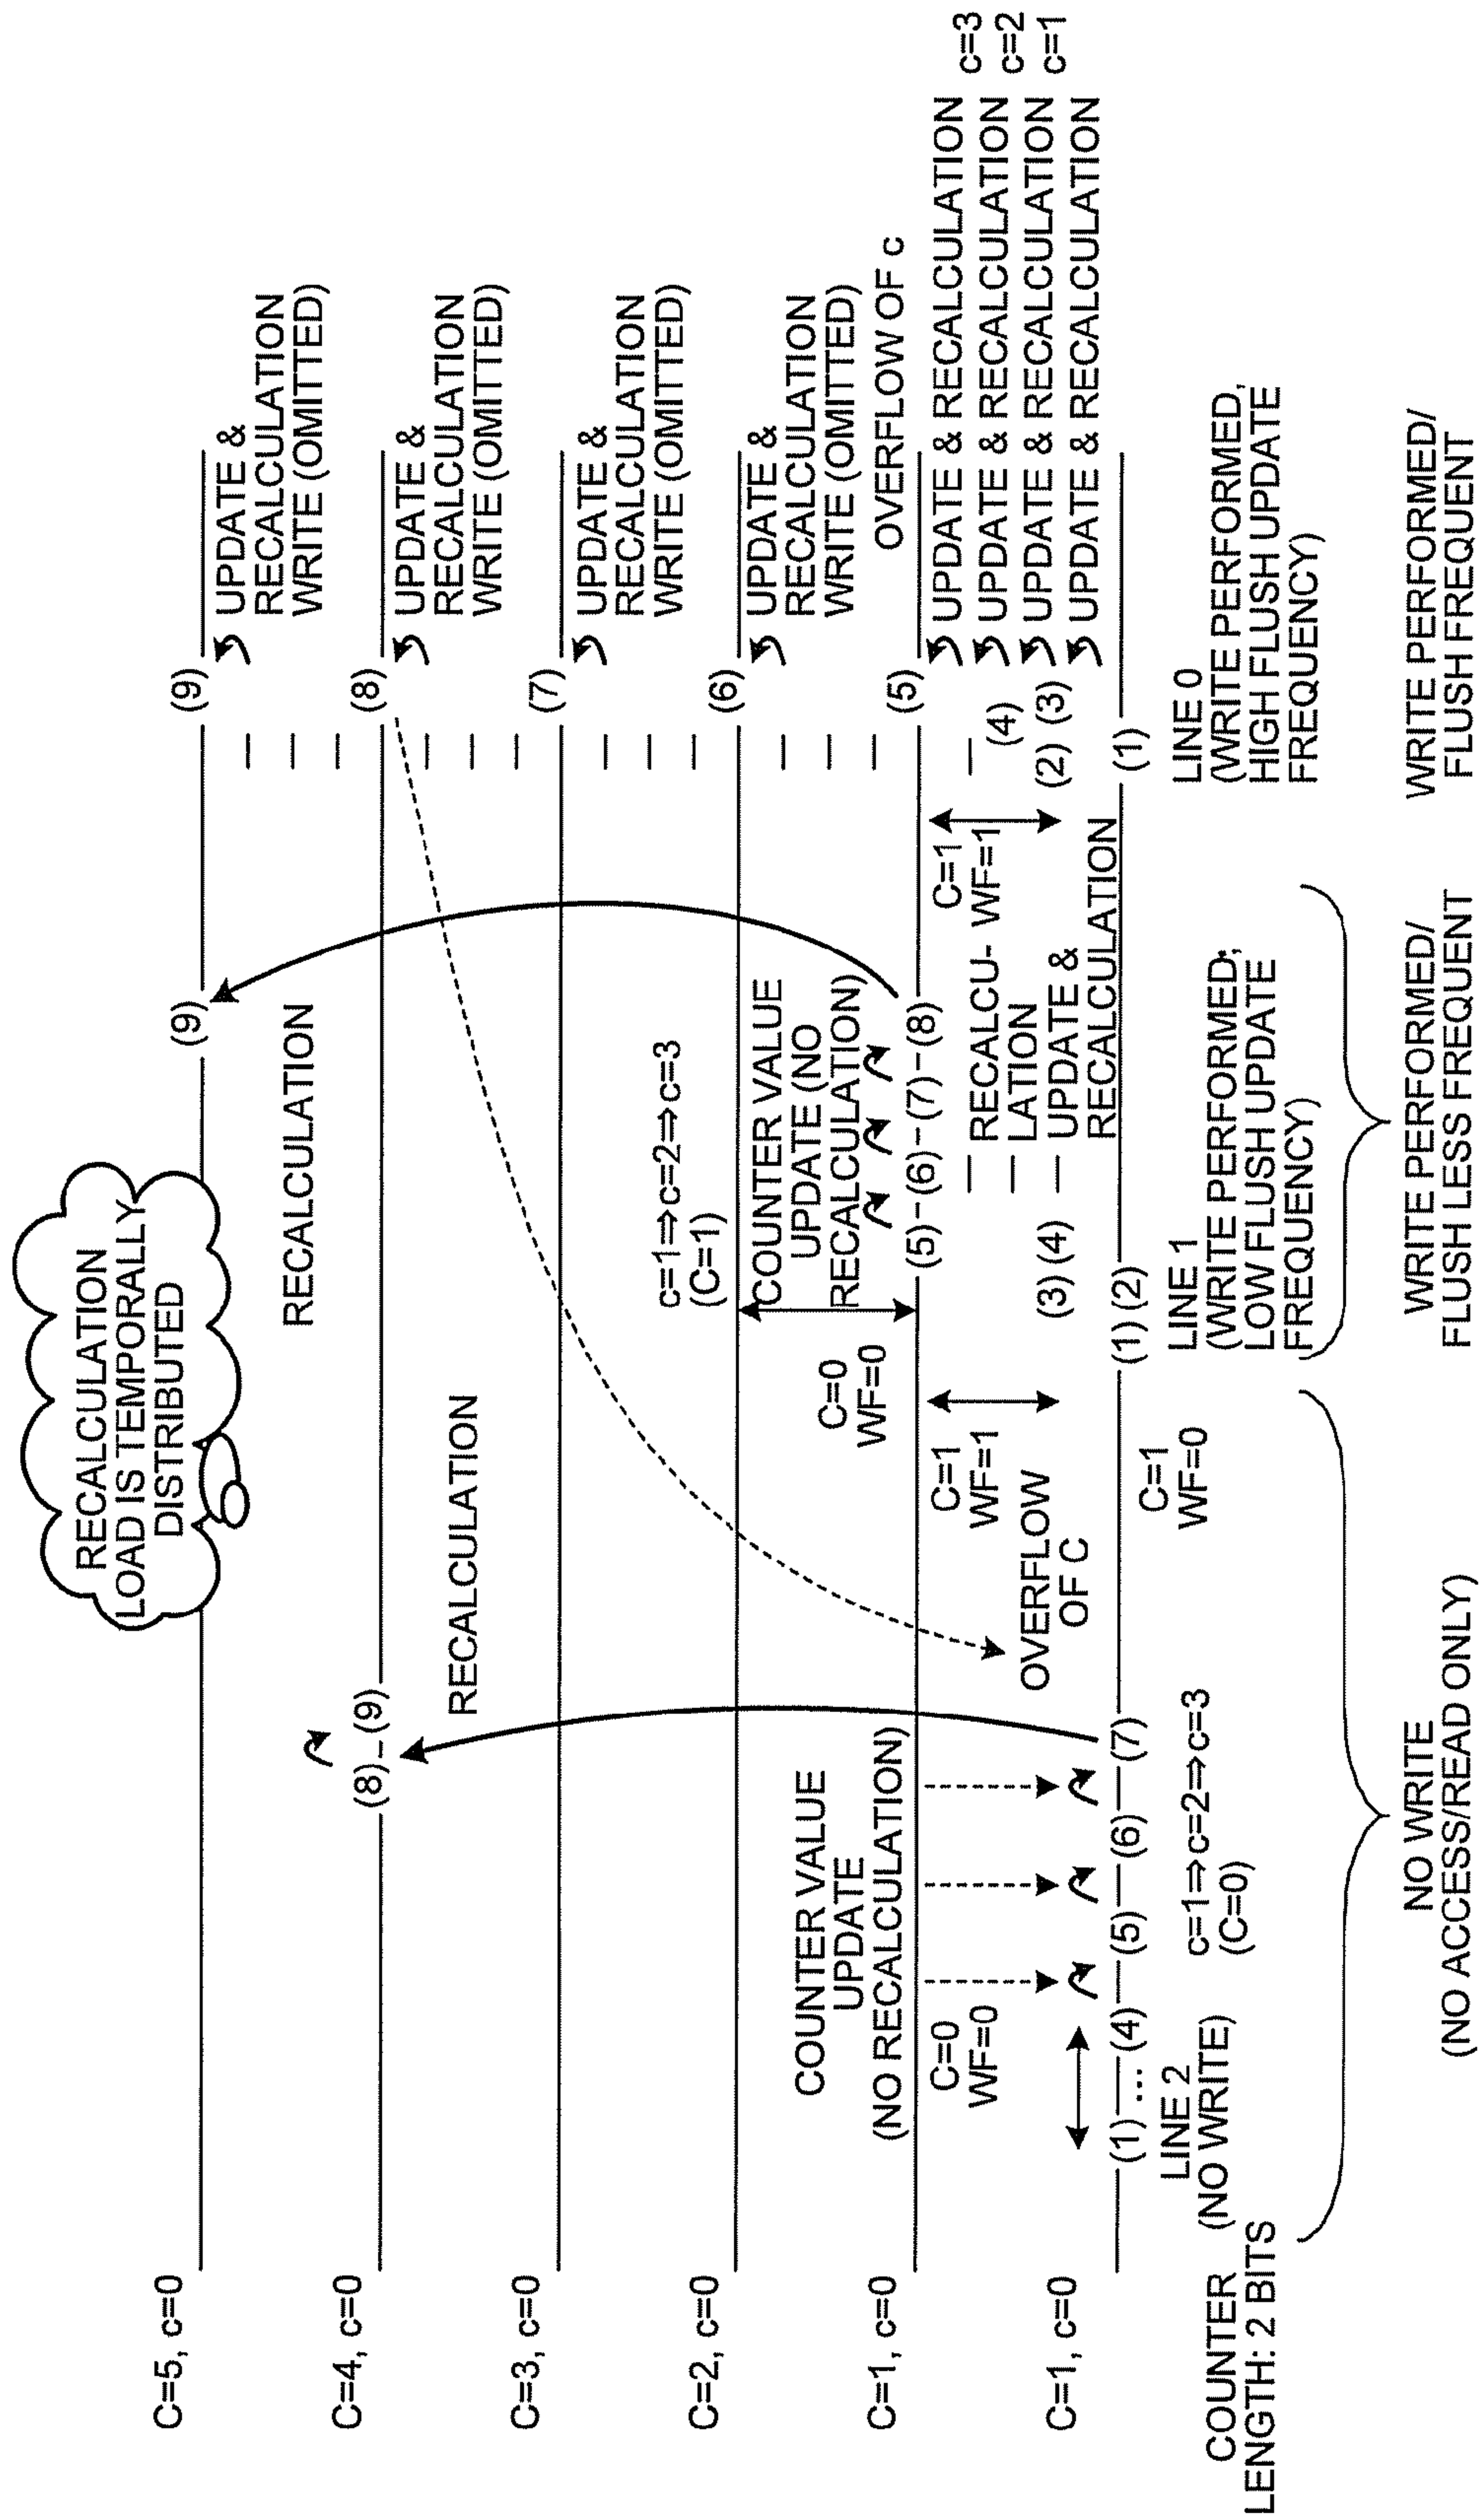 RECALCULATION
LOAD IS TEMPORALLY
DISTRIBUTED
C=5, c=0
(9)
(9)
UPDATE &
RECALCULATION
WRITE (OMITTED)
RECALCULATION
C=4, c=0
(8)
(9)
(8)
UPDATE &
RECALCULATION
WRITE (OMITTED)
RECALCULATION
C=3, c=0
(7)
UPDATE &
RECALCULATION
WRITE (OMITTED)
c=1⇒c=2⇒c=3
(C=1)
C=2, c=0
(6)
UPDATE &
RECALCULATION
WRITE (OMITTED)
COUNTER VALUE
UPDATE (NO
RECALCULATION)
C=0
WF=0
COUNTER VALUE
UPDATE
(NO RECALCULATION)
OVERFLOW OF c
C=1, c=0
(5)
(6)
(7)
(8)
(5)
C=0
WF=0
C=1
WF=1
C=1
WF=1
RECALCU-
LATION
UPDATE &
RECALCULATION
OVERFLOW
OF C
(3)
(4)
(4)
(2)
(3)
UPDATE & RECALCULATION
UPDATE & RECALCULATION
UPDATE & RECALCULATION
UPDATE & RECALCULATION
c=3
c=2
c=1
C=1, c=0
(1)
...
(4)
(5)
(6)
(7)
(1)
(2)
(1)
C=1
WF=0
c=1⇒c=2⇒c=3
(C=0)
COUNTER
LENGTH: 2 BITS
LINE 2
(NO WRITE)
LINE 1
(WRITE PERFORMED;
LOW FLUSH UPDATE
FREQUENCY)
LINE 0
(WRITE PERFORMED,
HIGH FLUSH UPDATE
FREQUENCY)
NO WRITE
(NO ACCESS/READ ONLY)
WRITE PERFORMED/
FLUSH LESS FREQUENT
WRITE PERFORMED/
FLUSH FREQUENT